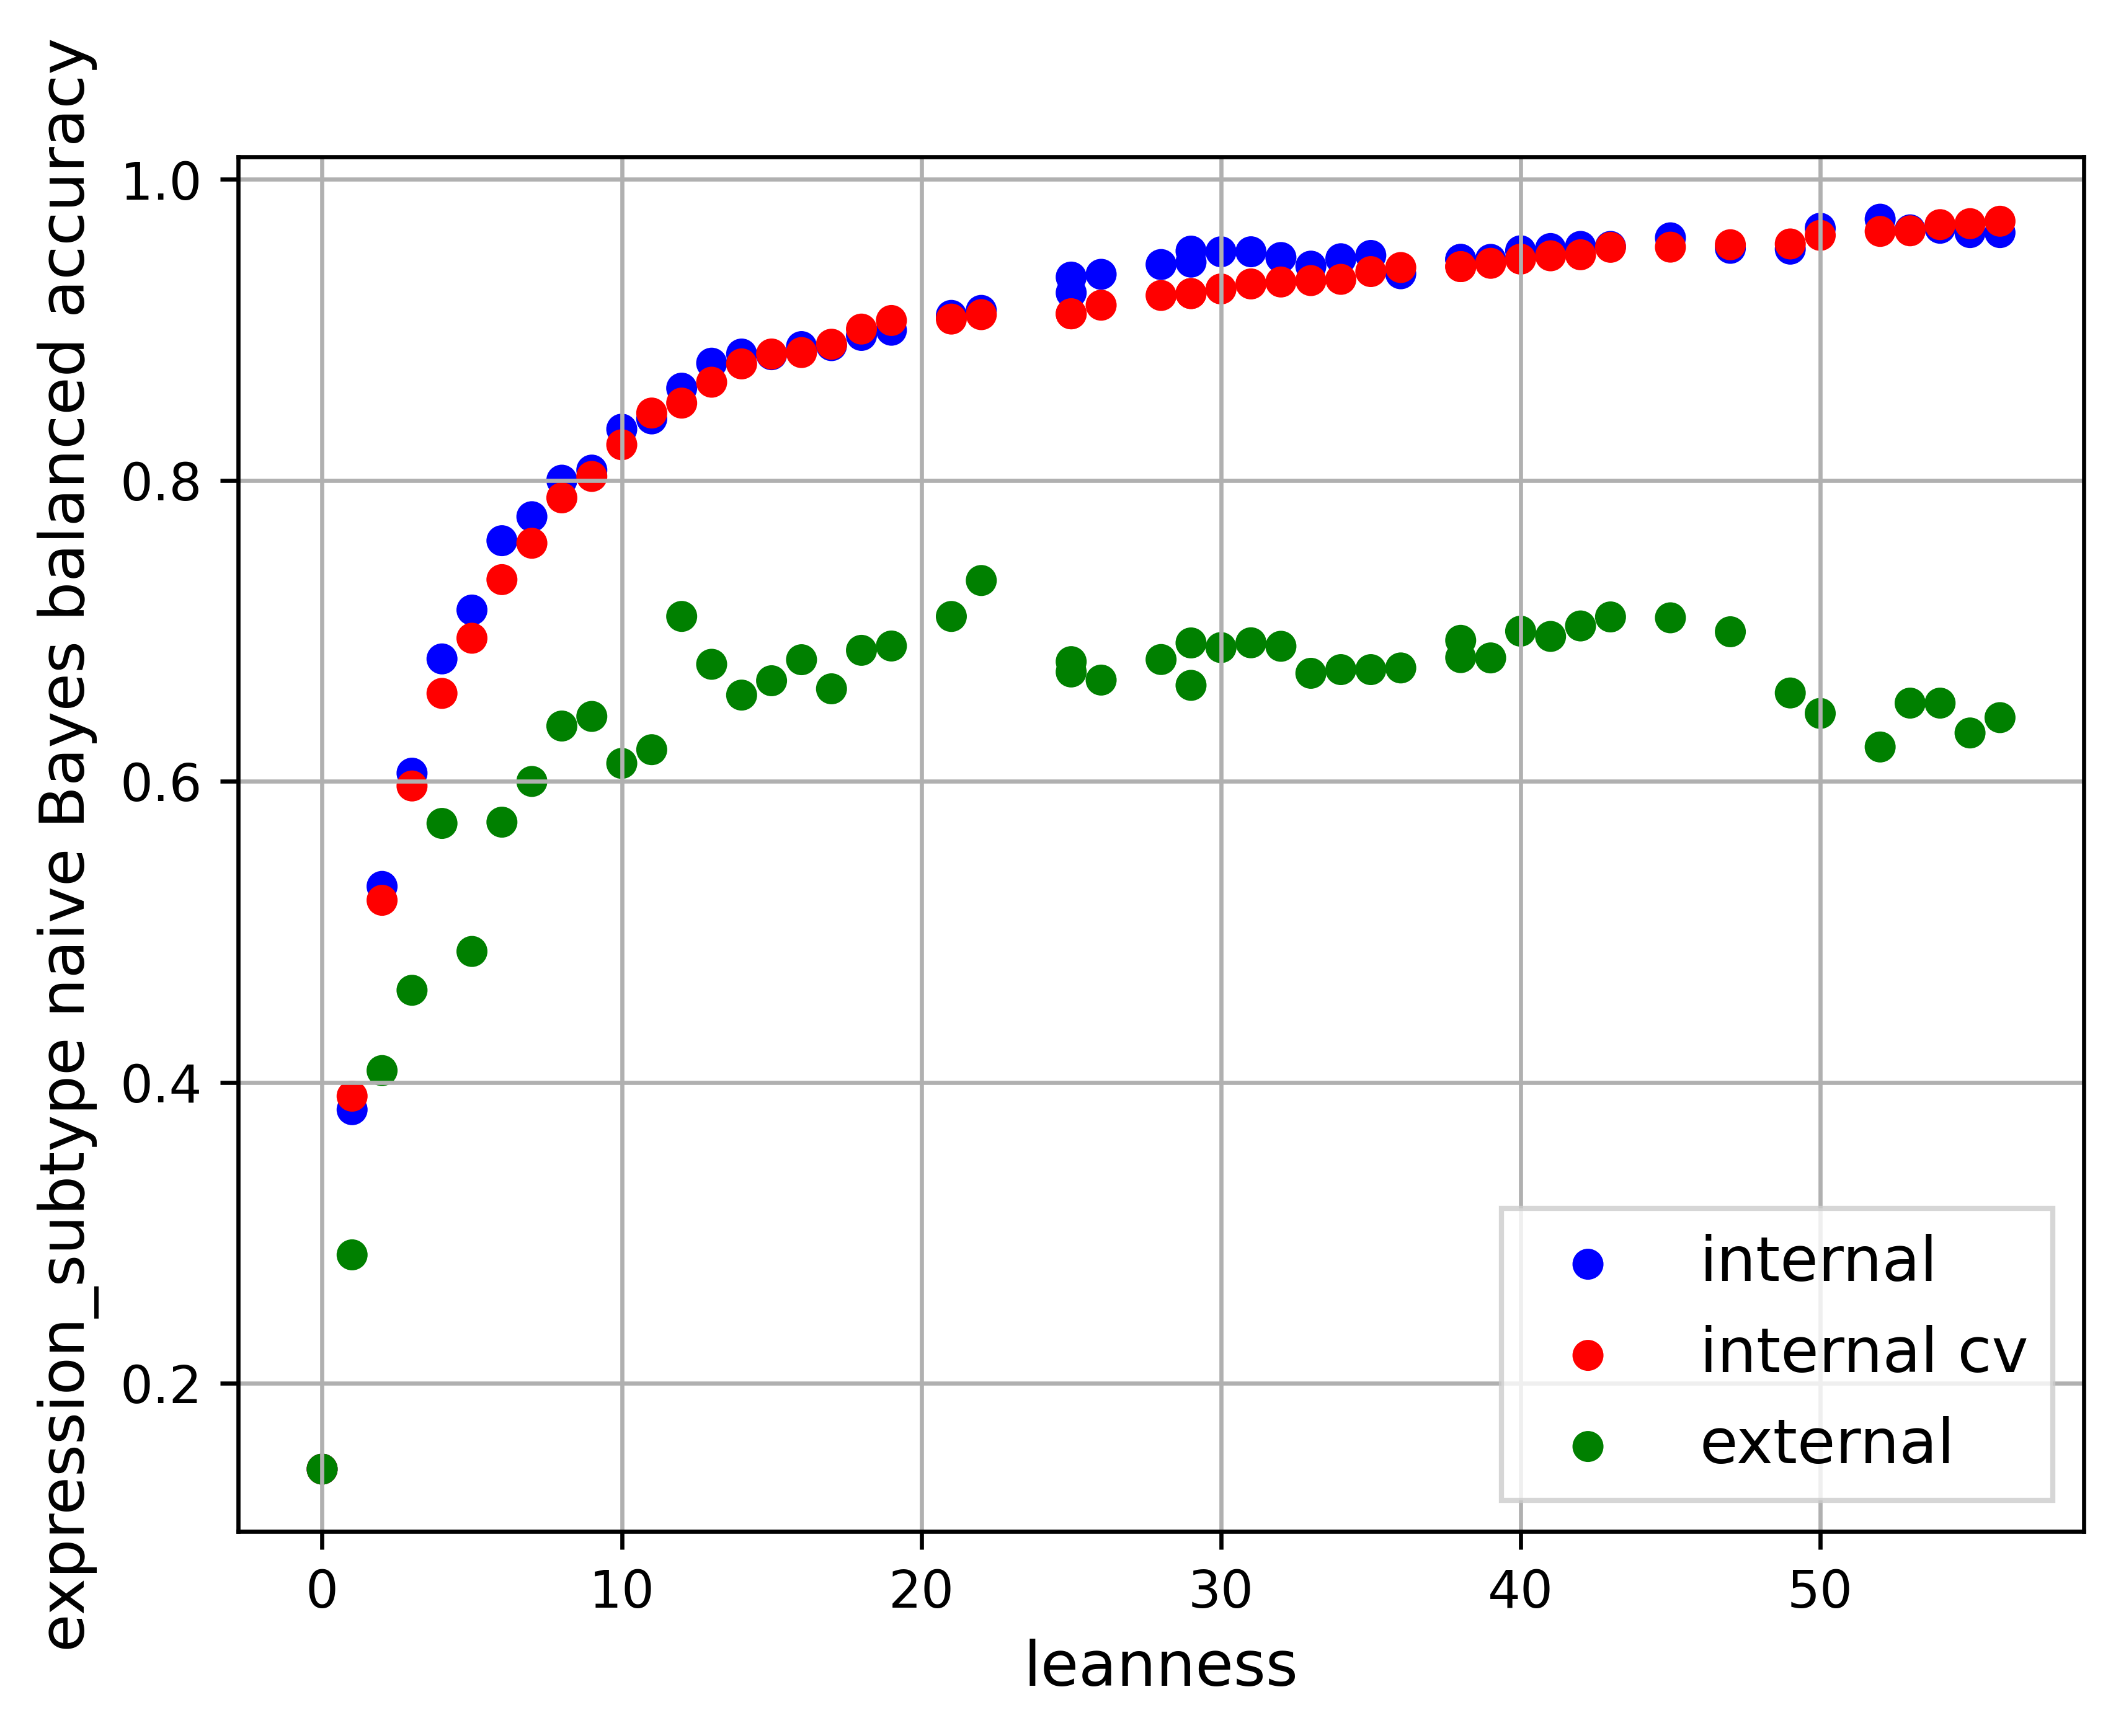 expression_subtype naive Bayes balanced accuracy
1.0
0.8
0.6
0.4
0.2
0 10 20 30 40 50
leanness
internal
internal cv
external